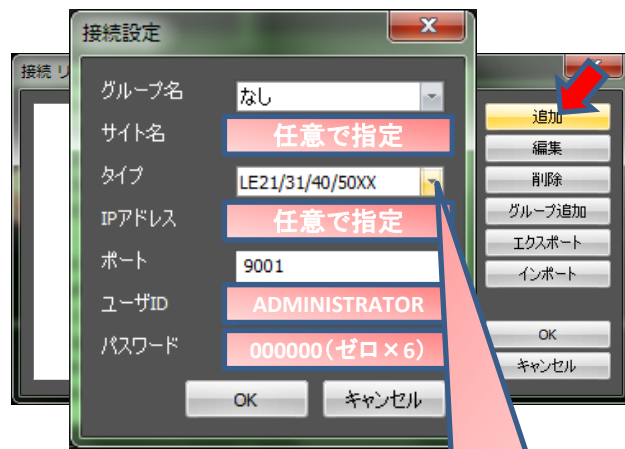 接続設定
X
接続 リ
グループ名
なし
サイト名
任意で指定
タイプ
LE21/31/40/50XX
IPアドレス
任意で指定
ポート
9001
ユーザID
ADMINISTRATOR
パスワード
000000(ゼロ×6)
OK
キャンセル
追加
編集
削除
グループ追加
エクスポート
インポート
OK
キャンセル